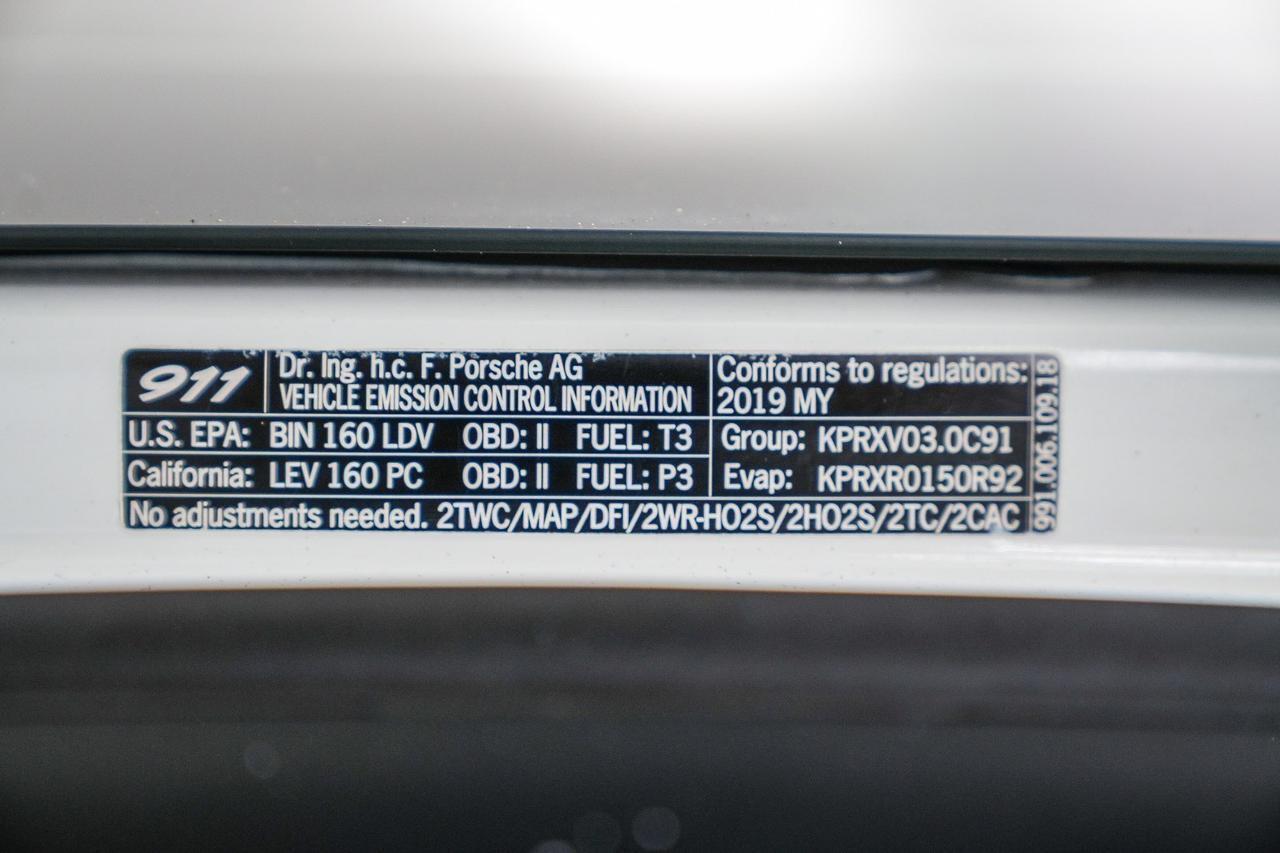 911
Dr. Ing. h.c. F. Porsche AG
VEHICLE EMISSION CONTROL INFORMATION
Conforms to regulations:
2019 MY
U.S. EPA: BIN 160 LDV OBD: II FUEL: T3
California: LEV 160 PC OBD: II FUEL: P3
Group: KPRXV03.0C91
Evap: KPRXR0150R92
No adjustments needed. 2TWC/MAP/DFI/2WR-HO2S/2HO2S/2TC/2CAC
991.006.109.18